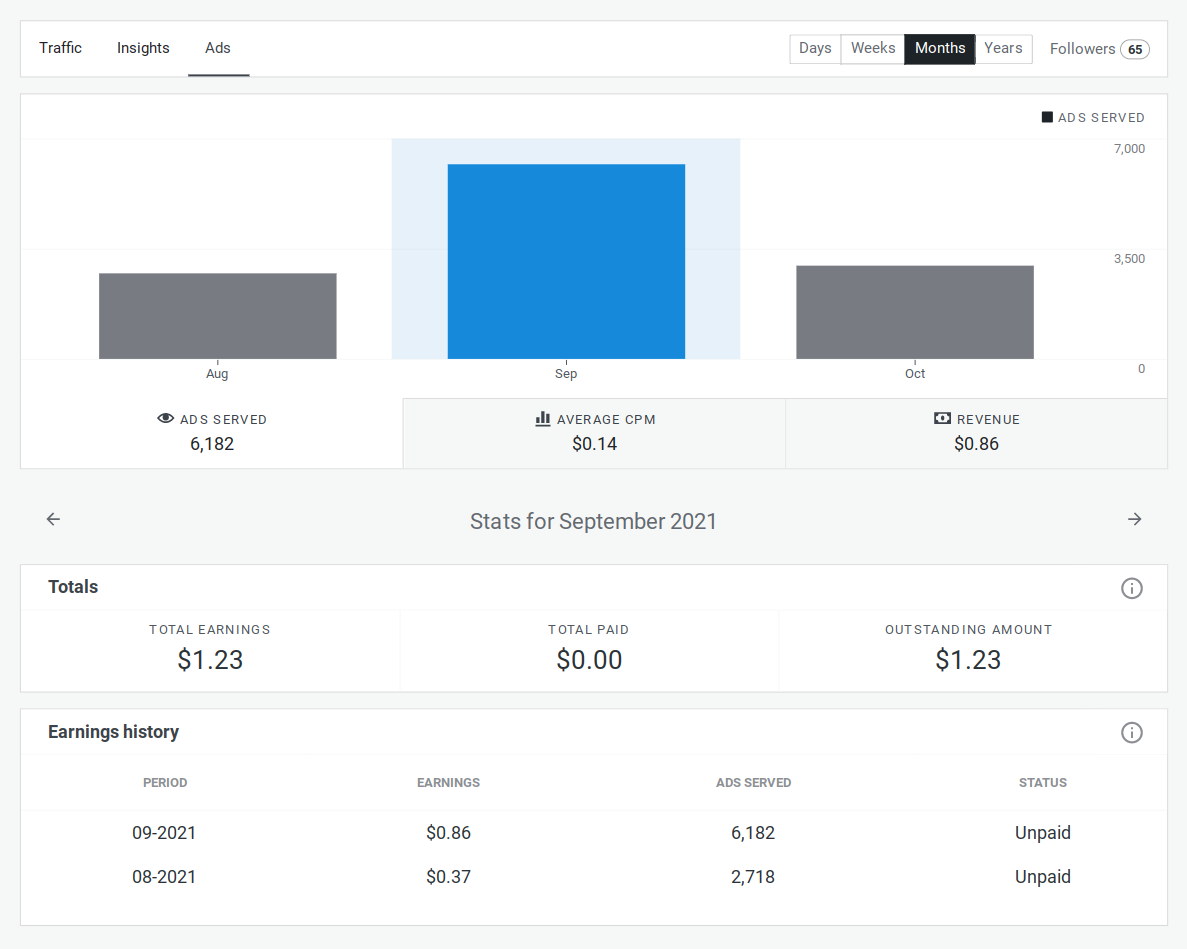 Traffic Insights Ads Days Weeks Months Years Followers 65
ADS SERVED
7,000
3,500
0
Aug Sep Oct
ADS SERVED AVERAGE CPM REVENUE
6,182 $0.14 $0.86
Stats for September 2021
Totals
TOTAL EARNINGS TOTAL PAID OUTSTANDING AMOUNT
$1.23 $0.00 $1.23
Earnings history
PERIOD EARNINGS ADS SERVED STATUS
09-2021 $0.86 6,182 Unpaid
08-2021 $0.37 2,718 Unpaid